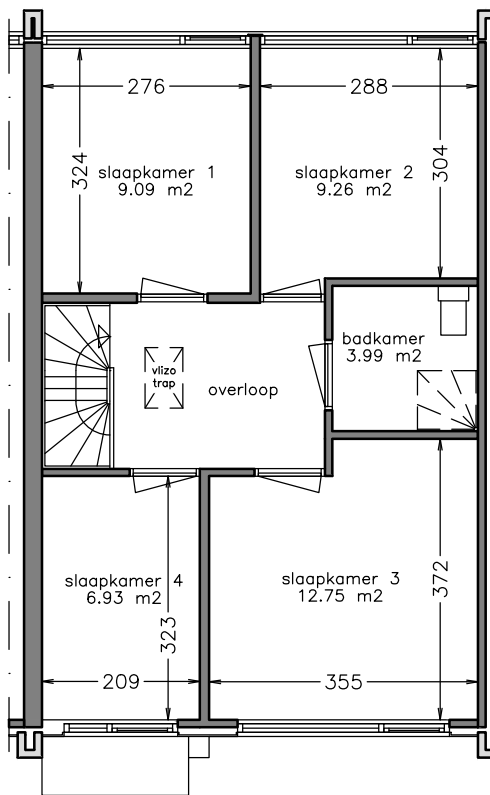 276
288
324
304
slaapkamer 1
9.09 m2
slaapkamer 2
9.26 m2
badkamer
3.99 m2
vlizo
trap
overloop
slaapkamer 4
6.93 m2
slaapkamer 3
12.75 m2
323
372
209
355